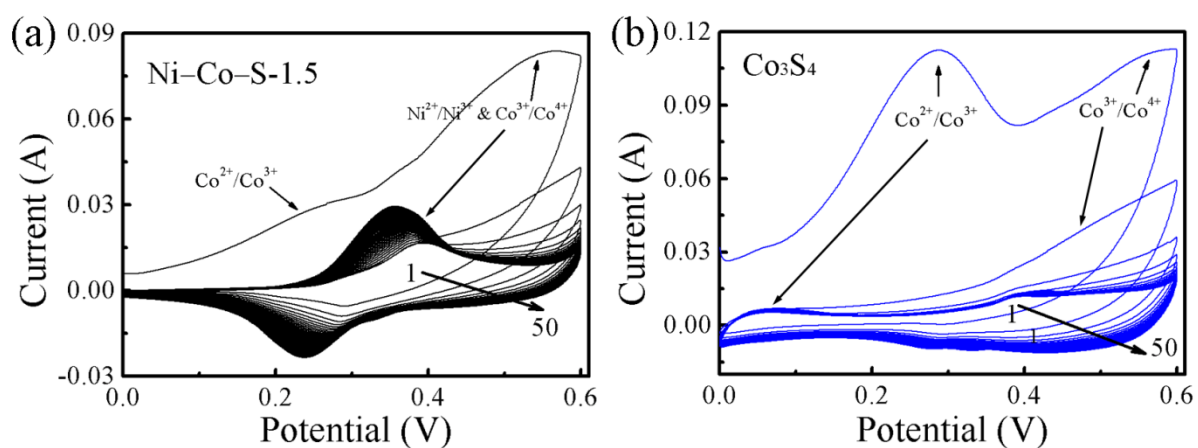 (a)
Ni–Co–S-1.5
Ni²⁺/Ni³⁺ & Co³⁺/Co⁴⁺
Co²⁺/Co³⁺
1
50
0.09
0.06
0.03
0.00
-0.03
Current (A)
0.0
0.2
0.4
0.6
Potential (V)
(b)
Co₃S₄
Co²⁺/Co³⁺
Co³⁺/Co⁴⁺
1
1
50
0.12
0.09
0.06
0.03
0.00
Current (A)
0.0
0.2
0.4
0.6
Potential (V)